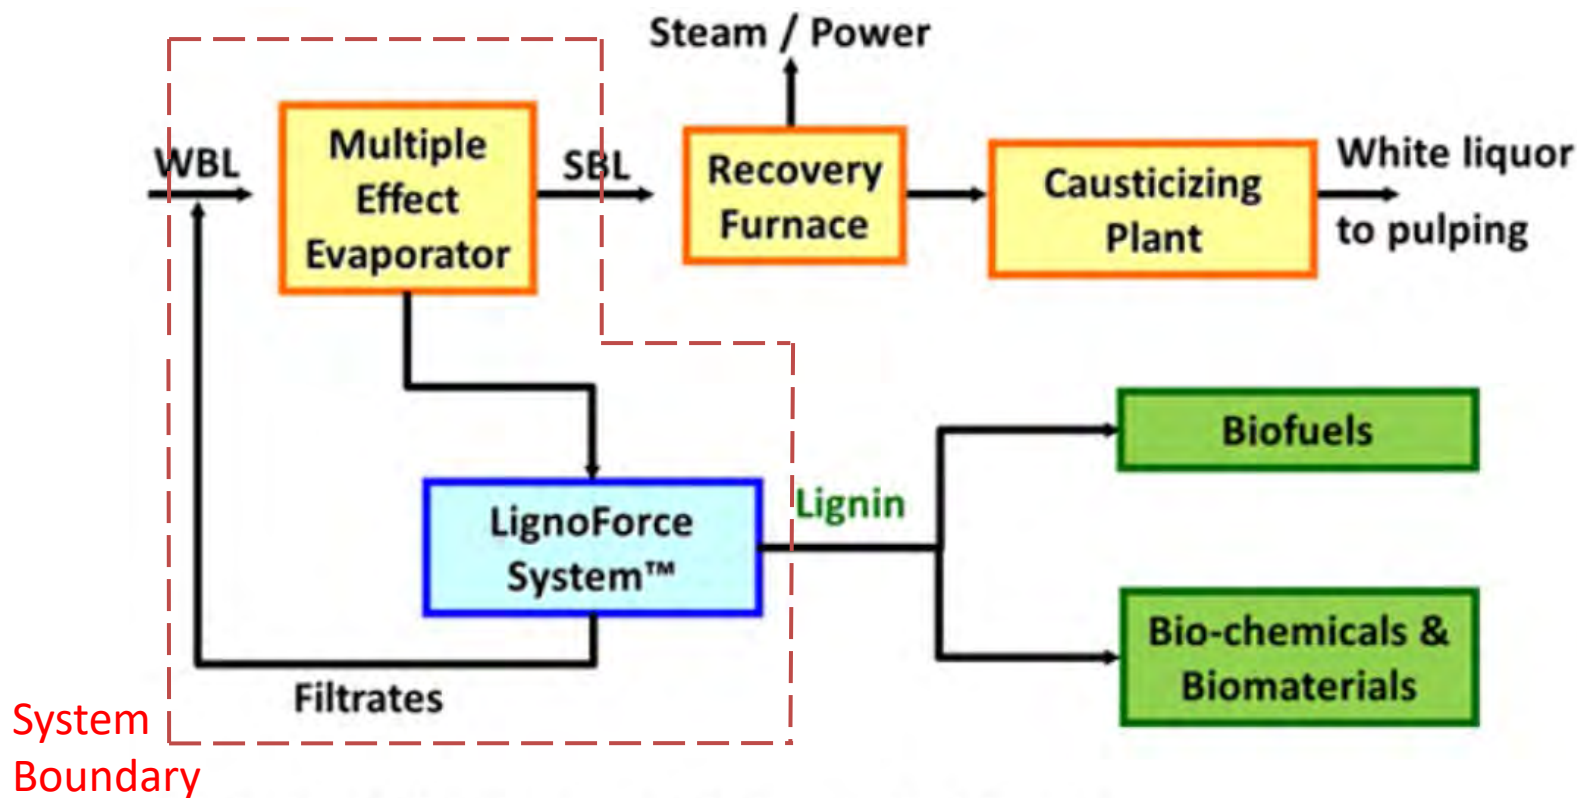 Steam / Power
WBL
Multiple
Effect
Evaporator
SBL
Recovery
Furnace
Causticizing
Plant
White liquor
to pulping
Biofuels
Lignin
LignoForce
System™
Bio-chemicals &
Biomaterials
Filtrates
System
Boundary